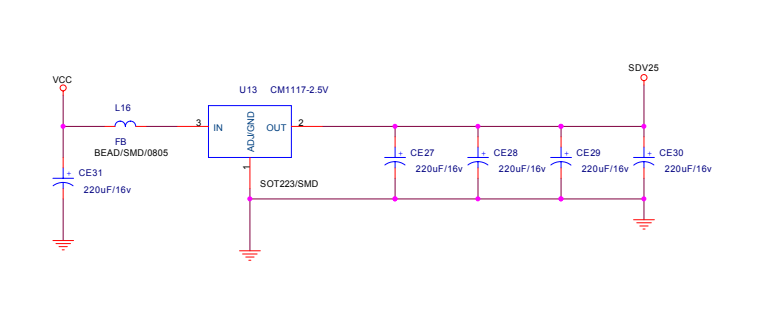 SDV25
VCC
U13 CM1117-2.5V
L16
3 IN ADJ/GND OUT 2
FB
BEAD/SMD/0805
1
CE27 CE28 CE29 CE30
220uF/16v 220uF/16v 220uF/16v 220uF/16v
CE31
SOT223/SMD
220uF/16v